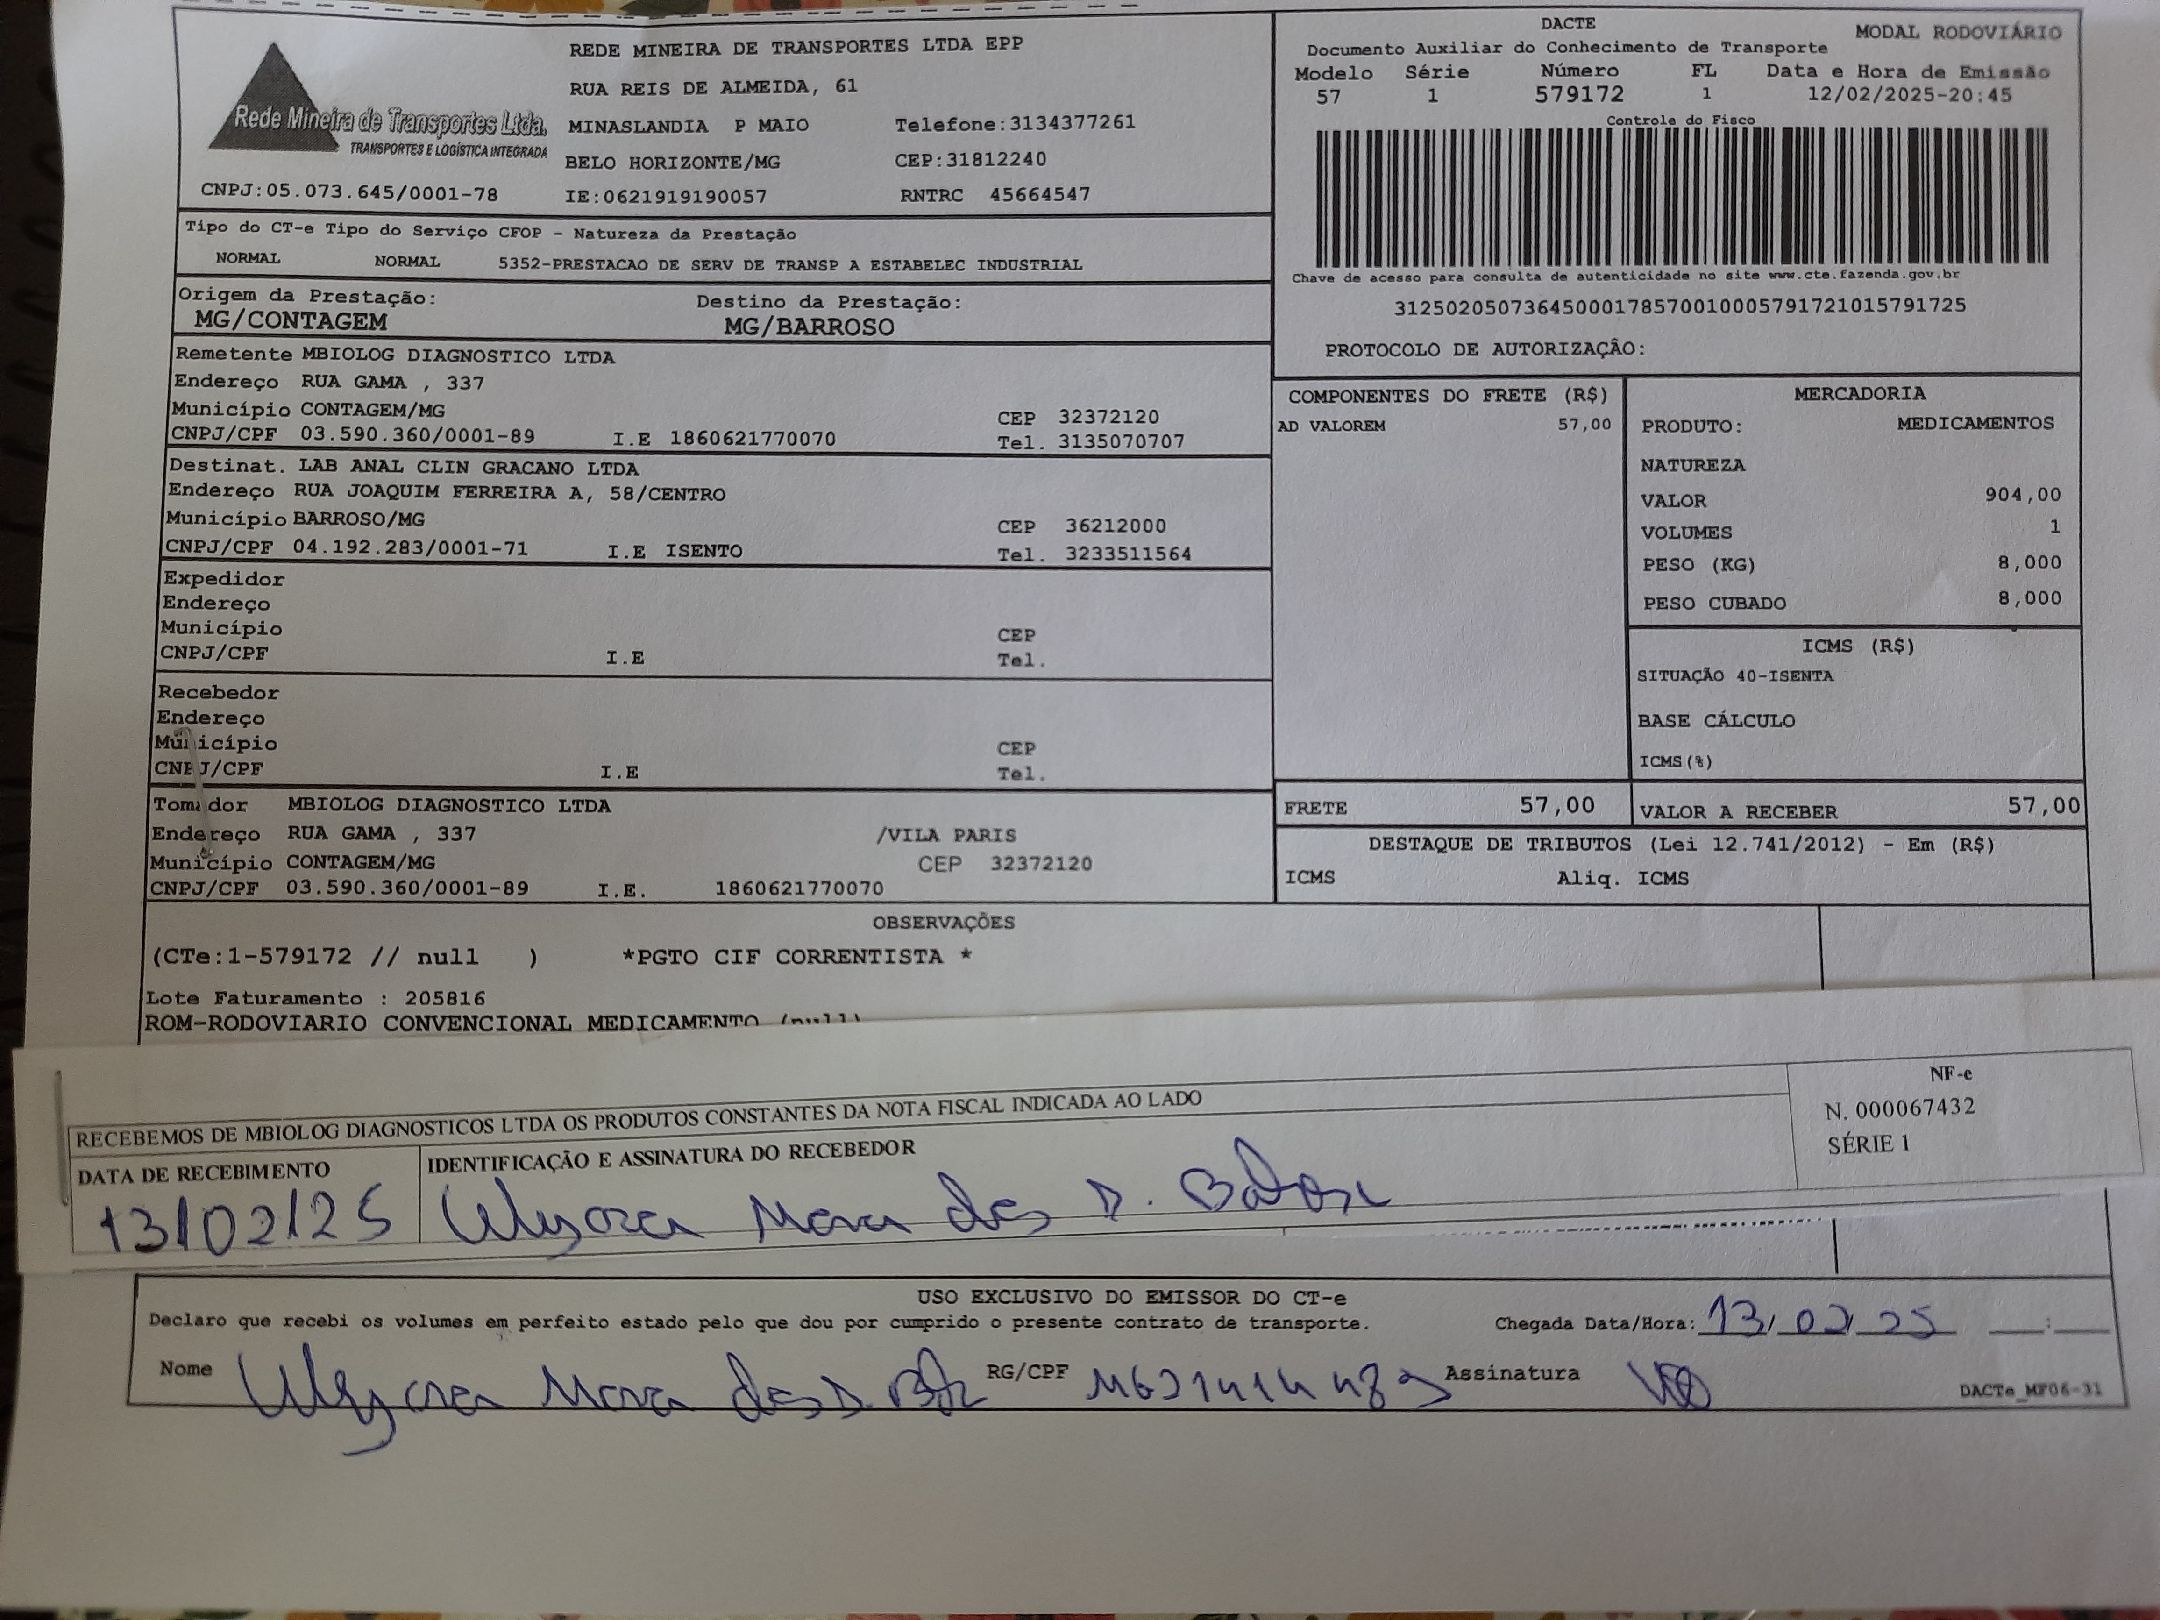 REDE MINEIRA DE TRANSPORTES LTDA EPP
RUA REIS DE ALMEIDA, 61
MINASLANDIA P MAIO Telefone:3134377261
BELO HORIZONTE/MG CEP:31812240
IE:0621919190057 RNTRC 45664547
Rede Mineira de Transportes Ltda.
TRANSPORTES E LOGÍSTICA INTEGRADA
CNPJ:05.073.645/0001-78
DACTE MODAL RODOVIÁRIO
Documento Auxiliar do Conhecimento de Transporte
Modelo Série Número FL Data e Hora de Emissão
57 1 579172 1 12/02/2025-20:45
Controle do Fisco
Chave de acesso para consulta de autenticidade no site www.cte.fazenda.gov.br
31250205073645000178570010005791721015791725
PROTOCOLO DE AUTORIZAÇÃO:
Tipo do CT-e Tipo do Serviço CFOP - Natureza da Prestação
NORMAL NORMAL 5352-PRESTACAO DE SERV DE TRANSP A ESTABELEC INDUSTRIAL
Origem da Prestação: Destino da Prestação:
MG/CONTAGEM MG/BARROSO
Remetente MBIOLOG DIAGNOSTICO LTDA
Endereço RUA GAMA , 337
Município CONTAGEM/MG CEP 32372120
CNPJ/CPF 03.590.360/0001-89 I.E 1860621770070 Tel. 3135070707
Destinat. LAB ANAL CLIN GRACANO LTDA
Endereço RUA JOAQUIM FERREIRA A, 58/CENTRO
Município BARROSO/MG CEP 36212000
CNPJ/CPF 04.192.283/0001-71 I.E ISENTO Tel. 3233511564
Expedidor
Endereço
Município CEP
CNPJ/CPF I.E Tel.
Recebedor
Endereço
Município CEP
CNPJ/CPF I.E Tel.
Tomador MBIOLOG DIAGNOSTICO LTDA
Endereço RUA GAMA , 337 /VILA PARIS
Município CONTAGEM/MG CEP 32372120
CNPJ/CPF 03.590.360/0001-89 I.E. 1860621770070
COMPONENTES DO FRETE (R$)
AD VALOREM 57,00
MERCADORIA
PRODUTO: MEDICAMENTOS
NATUREZA
VALOR 904,00
VOLUMES 1
PESO (KG) 8,000
PESO CUBADO 8,000
ICMS (R$)
SITUAÇÃO 40-ISENTA
BASE CÁLCULO
ICMS(%)
FRETE 57,00 VALOR A RECEBER 57,00
DESTAQUE DE TRIBUTOS (Lei 12.741/2012) - Em (R$)
ICMS Aliq. ICMS
OBSERVAÇÕES
(CTe:1-579172 // null ) *PGTO CIF CORRENTISTA *
Lote Faturamento : 205816
ROM-RODOVIARIO CONVENCIONAL MEDICAMENTO (null)
RECEBEMOS DE MBIOLOG DIAGNOSTICOS LTDA OS PRODUTOS CONSTANTES DA NOTA FISCAL INDICADA AO LADO
NF-e
N. 000067432
SÉRIE 1
DATA DE RECEBIMENTO IDENTIFICAÇÃO E ASSINATURA DO RECEBEDOR
13/02/25
USO EXCLUSIVO DO EMISSOR DO CT-e
Declaro que recebi os volumes em perfeito estado pelo que dou por cumprido o presente contrato de transporte. Chegada Data/Hora: 13/02/25 :
Nome RG/CPF Assinatura
DACTe_MF06-31